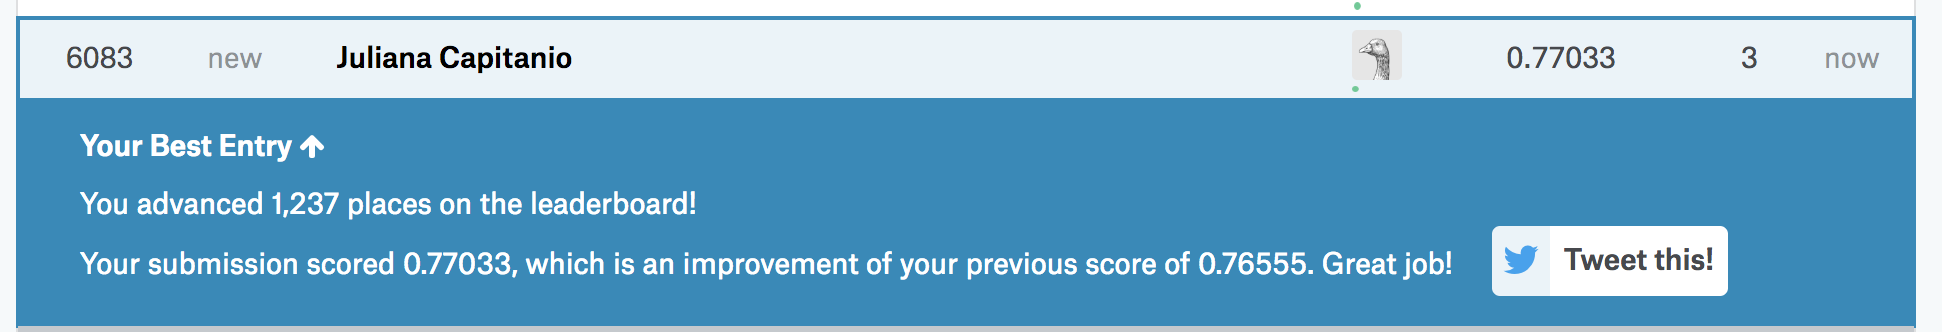 6083 new Juliana Capitanio 0.77033 3 now
Your Best Entry
You advanced 1,237 places on the leaderboard!
Your submission scored 0.77033, which is an improvement of your previous score of 0.76555. Great job! Tweet this!